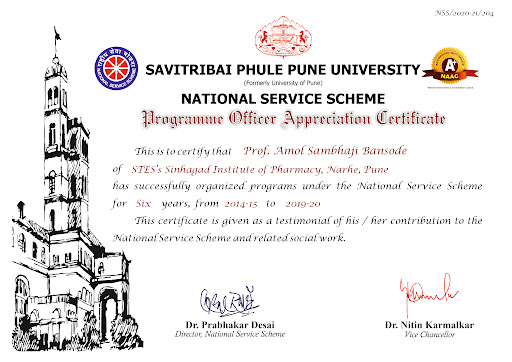 NSS/2020-21/204
SAVITRIBAI PHULE PUNE UNIVERSITY
(Formerly University of Pune)
NATIONAL SERVICE SCHEME
Programme Officer Appreciation Certificate
This is to certify that Prof. Amol Sambhaji Bansode
of STES's Sinhagad Institute of Pharmacy, Narhe, Pune
has successfully organized programs under the National Service Scheme
for Six years, from 2014-15 to 2019-20
This certificate is given as a testimonial of his / her contribution to the
National Service Scheme and related social work.
A+
NAAC
Dr. Prabhakar Desai
Director, National Service Scheme
Dr. Nitin Karmalkar
Vice Chancellor